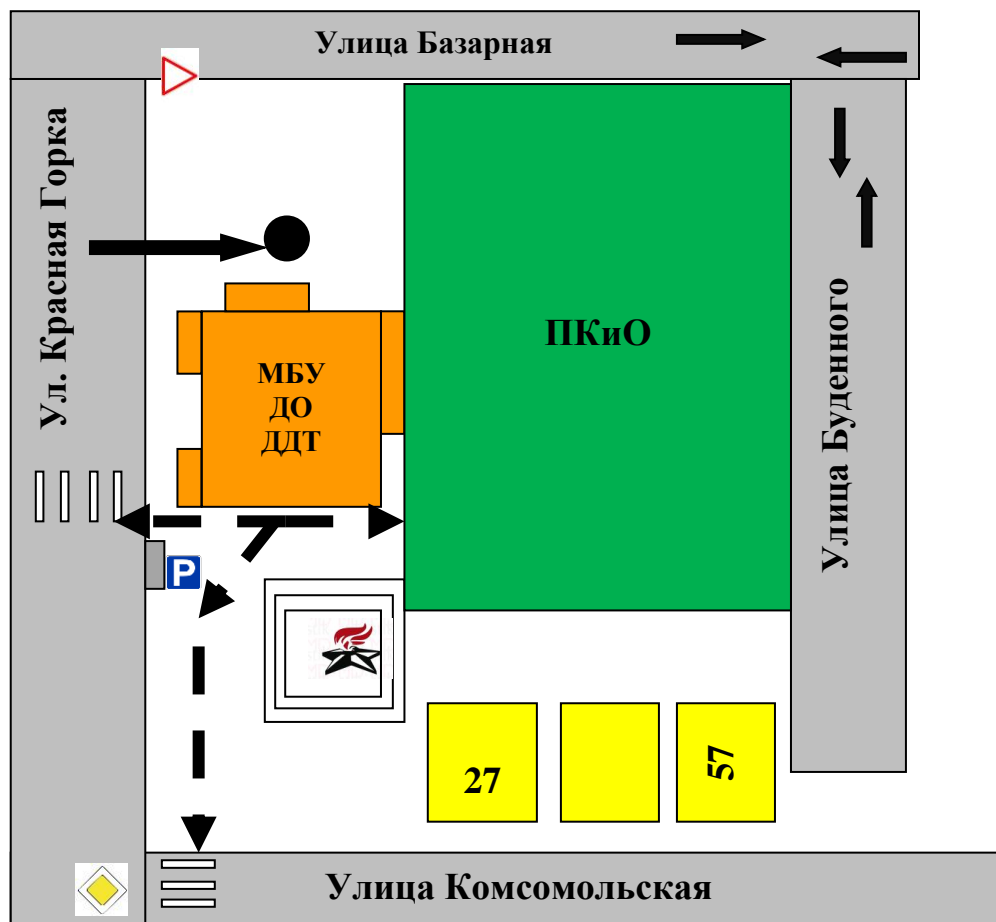 Улица Базарная
Ул. Красная Горка
ПКиО
МБУ
ДО
ДДТ
Улица Буденного
P
27
57
Улица Комсомольская